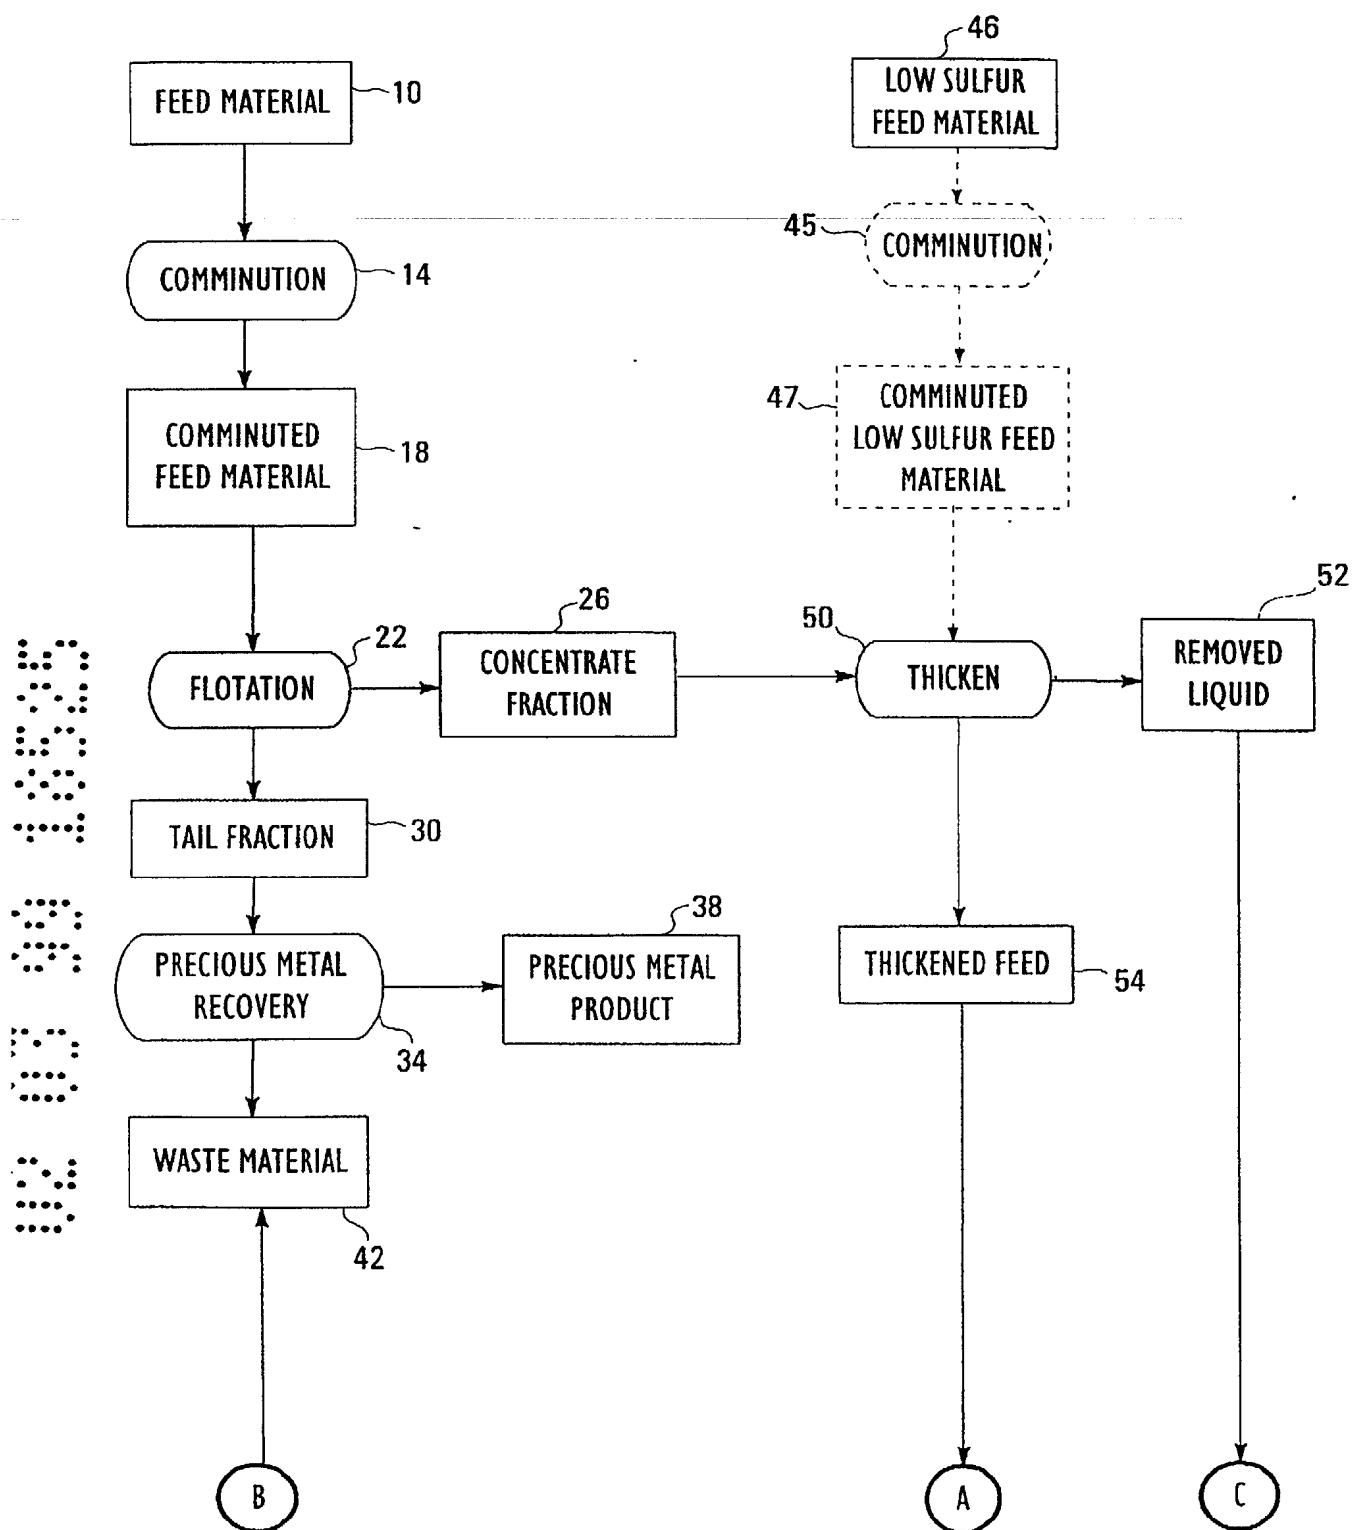 46
LOW SULFUR
FEED MATERIAL
FEED MATERIAL
10
45
COMMINUTION
COMMINUTION
14
47
COMMINUTED
LOW SULFUR FEED
MATERIAL
COMMINUTED
FEED MATERIAL
18
52
26
50
22
FLOTATION
CONCENTRATE
FRACTION
THICKEN
REMOVED
LIQUID
TAIL FRACTION
30
38
PRECIOUS METAL
RECOVERY
34
PRECIOUS METAL
PRODUCT
THICKENED FEED
54
WASTE MATERIAL
42
B
A
C